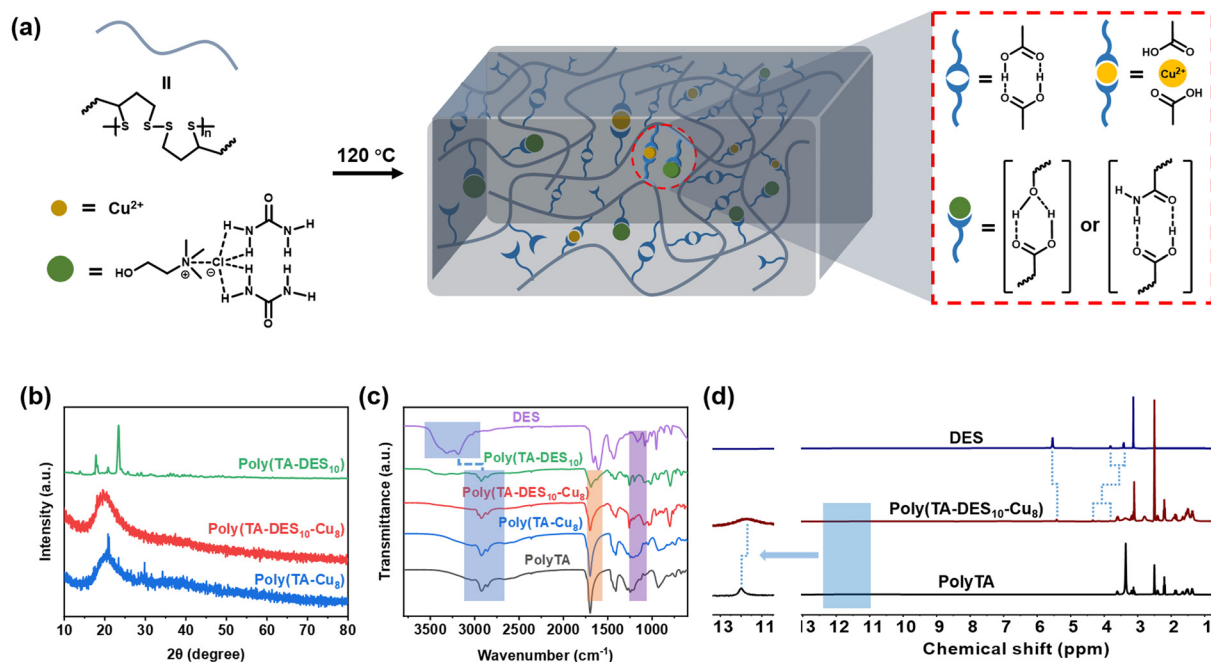 (a)
||
S
S-S
S
n
= Cu2+
=
HO
N
⊕
Cl
⊖
H
N
O
N
H
H
H
H
H
H
N
N
H
O
120 °C
=
O
O
H
H
O
O
=
HO
O
Cu2+
O
OH
=
O
H
H
O
O
or
H
N
O
H
O
O
(b)
Intensity (a.u.)
Poly(TA-DES10)
Poly(TA-DES10-Cu8)
Poly(TA-Cu8)
10 20 30 40 50 60 70 80
2θ (degree)
(c)
Transmittance (a.u.)
DES
Poly(TA-DES10)
Poly(TA-DES10-Cu8)
Poly(TA-Cu8)
PolyTA
3500 3000 2500 2000 1500 1000
Wavenumber (cm-1)
(d)
DES
Poly(TA-DES10-Cu8)
PolyTA
13 11 13 12 11 10 9 8 7 6 5 4 3 2 1
Chemical shift (ppm)